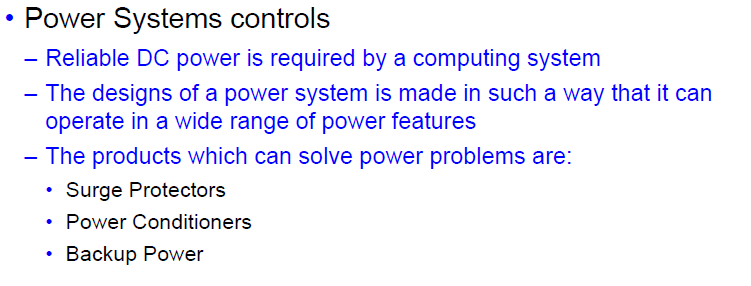 • Power Systems controls
– Reliable DC power is required by a computing system
– The designs of a power system is made in such a way that it can
operate in a wide range of power features
– The products which can solve power problems are:
• Surge Protectors
• Power Conditioners
• Backup Power